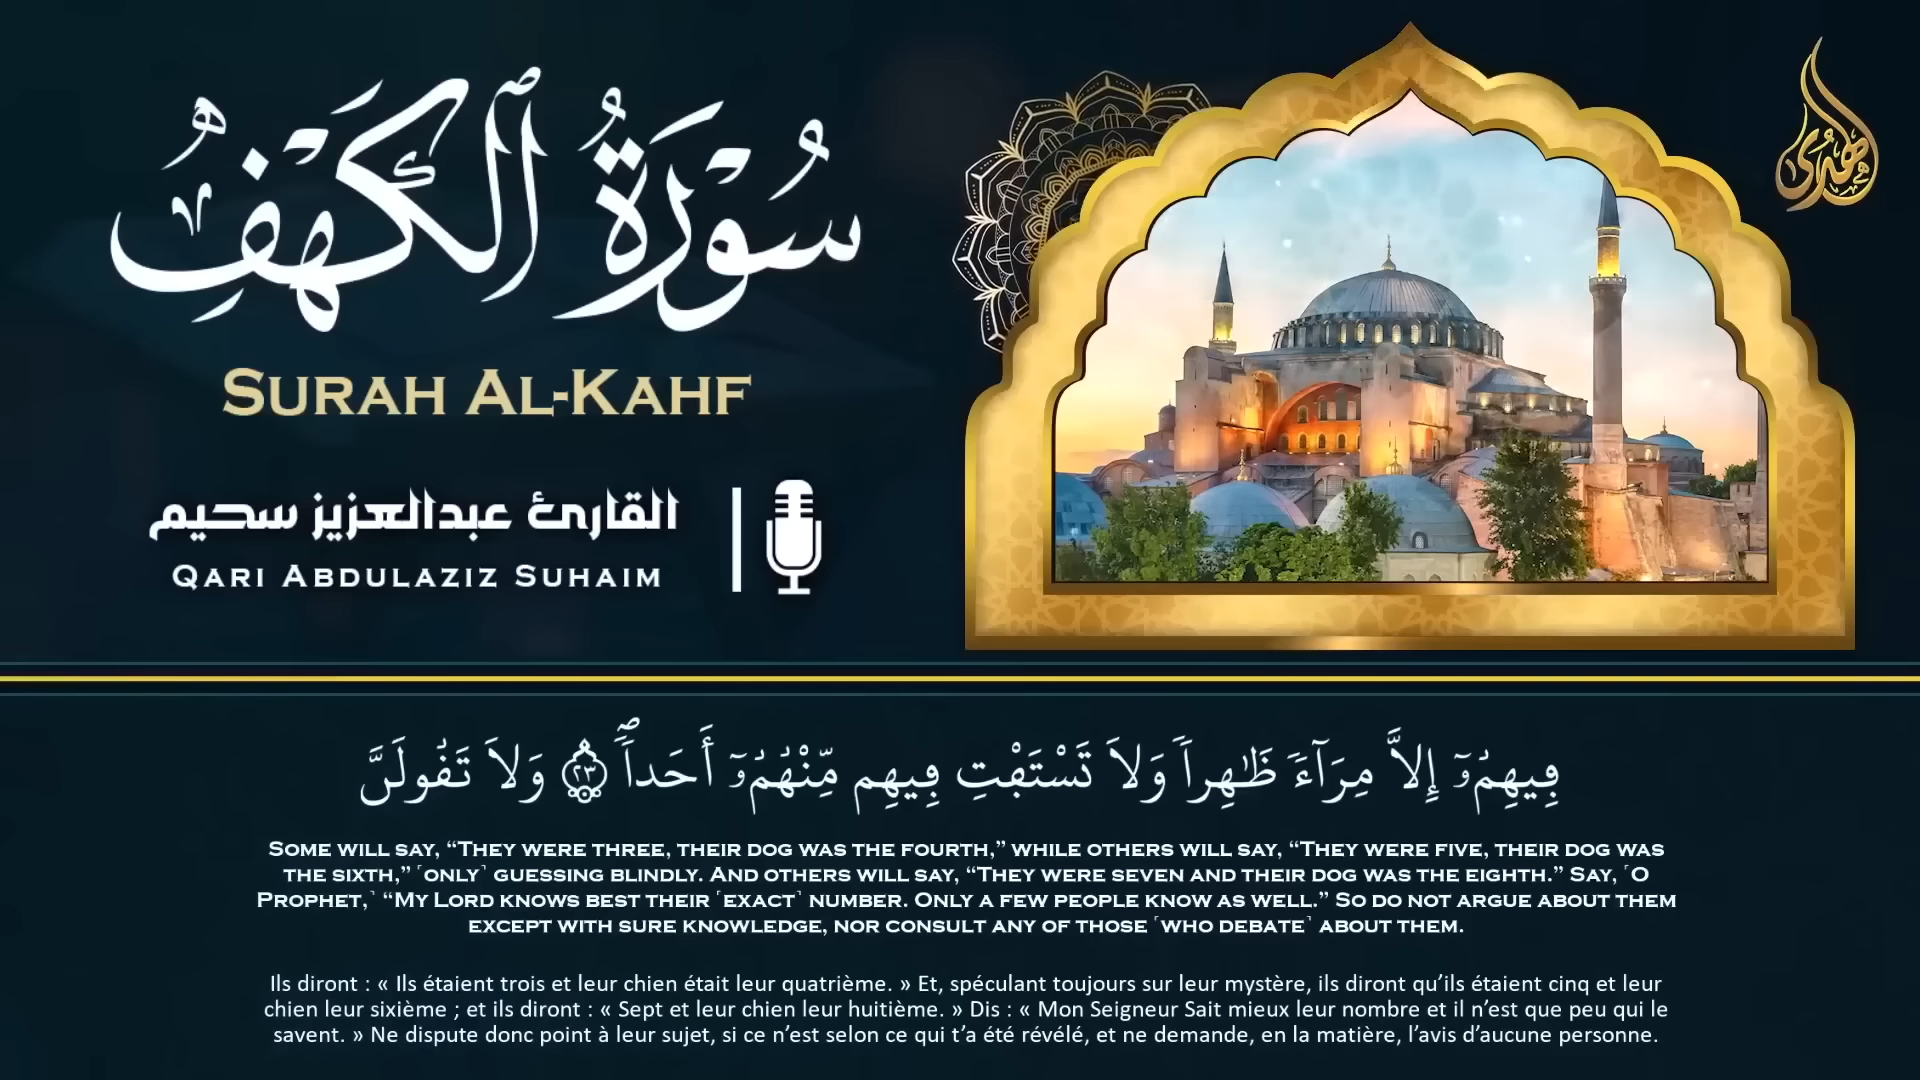 سُورَةُ الْكَهْفِ
SURAH AL-KAHF
القارئ عبدالعزيز سحيم
QARI ABDULAZIZ SUHAIM
الهدى
فِيهِمُۥٓ إِلاَّ مِرَآءٗ ظَٰهِراٗ وَلاَ تَسْتَفْتِ فِيهِم مِّنْهُمُۥٓ أَحَداٗۖ ۝٢٣ وَلاَ تَقُولَنَّ
SOME WILL SAY, “THEY WERE THREE, THEIR DOG WAS THE FOURTH,” WHILE OTHERS WILL SAY, “THEY WERE FIVE, THEIR DOG WAS
THE SIXTH,” ˹ONLY˺ GUESSING BLINDLY. AND OTHERS WILL SAY, “THEY WERE SEVEN AND THEIR DOG WAS THE EIGHTH.” SAY, ˹O
PROPHET,˺ “MY LORD KNOWS BEST THEIR ˹EXACT˺ NUMBER. ONLY A FEW PEOPLE KNOW AS WELL.” SO DO NOT ARGUE ABOUT THEM
EXCEPT WITH SURE KNOWLEDGE, NOR CONSULT ANY OF THOSE ˹WHO DEBATE˺ ABOUT THEM.
Ils diront : « Ils étaient trois et leur chien était leur quatrième. » Et, spéculant toujours sur leur mystère, ils diront qu’ils étaient cinq et leur
chien leur sixième ; et ils diront : « Sept et leur chien leur huitième. » Dis : « Mon Seigneur Sait mieux leur nombre et il n’est que peu qui le
savent. » Ne dispute donc point à leur sujet, si ce n’est selon ce qui t’a été révélé, et ne demande, en la matière, l’avis d’aucune personne.